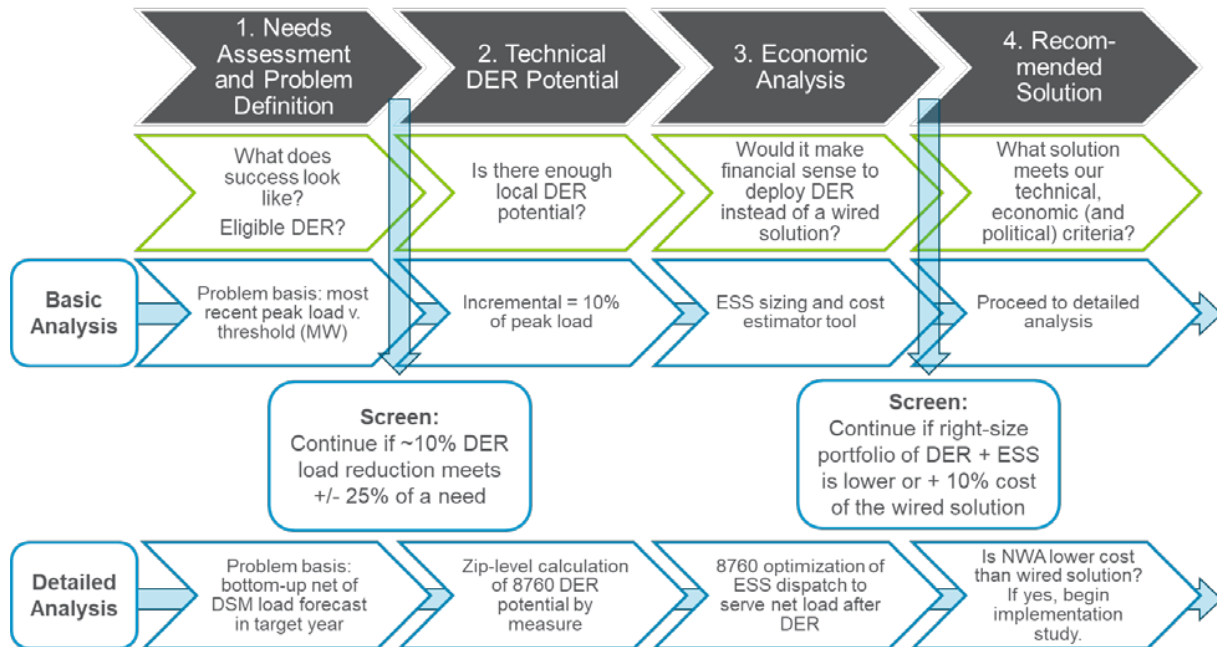 1. Needs
Assessment
and Problem
Definition
2. Technical
DER Potential
3. Economic
Analysis
4. Recom-
mended
Solution
What does
success look
like?
Eligible DER?
Is there enough
local DER
potential?
Would it make
financial sense to
deploy DER
instead of a wired
solution?
What solution
meets our
technical,
economic (and
political) criteria?
Basic
Analysis
Problem basis: most
recent peak load v.
threshold (MW)
Incremental = 10%
of peak load
ESS sizing and cost
estimator tool
Proceed to detailed
analysis
Screen:
Continue if ~10% DER
load reduction meets
+/- 25% of a need
Screen:
Continue if right-size
portfolio of DER + ESS
is lower or + 10% cost
of the wired solution
Detailed
Analysis
Problem basis:
bottom-up net of
DSM load forecast
in target year
Zip-level calculation
of 8760 DER
potential by
measure
8760 optimization of
ESS dispatch to
serve net load after
DER
Is NWA lower cost
than wired solution?
If yes, begin
implementation
study.